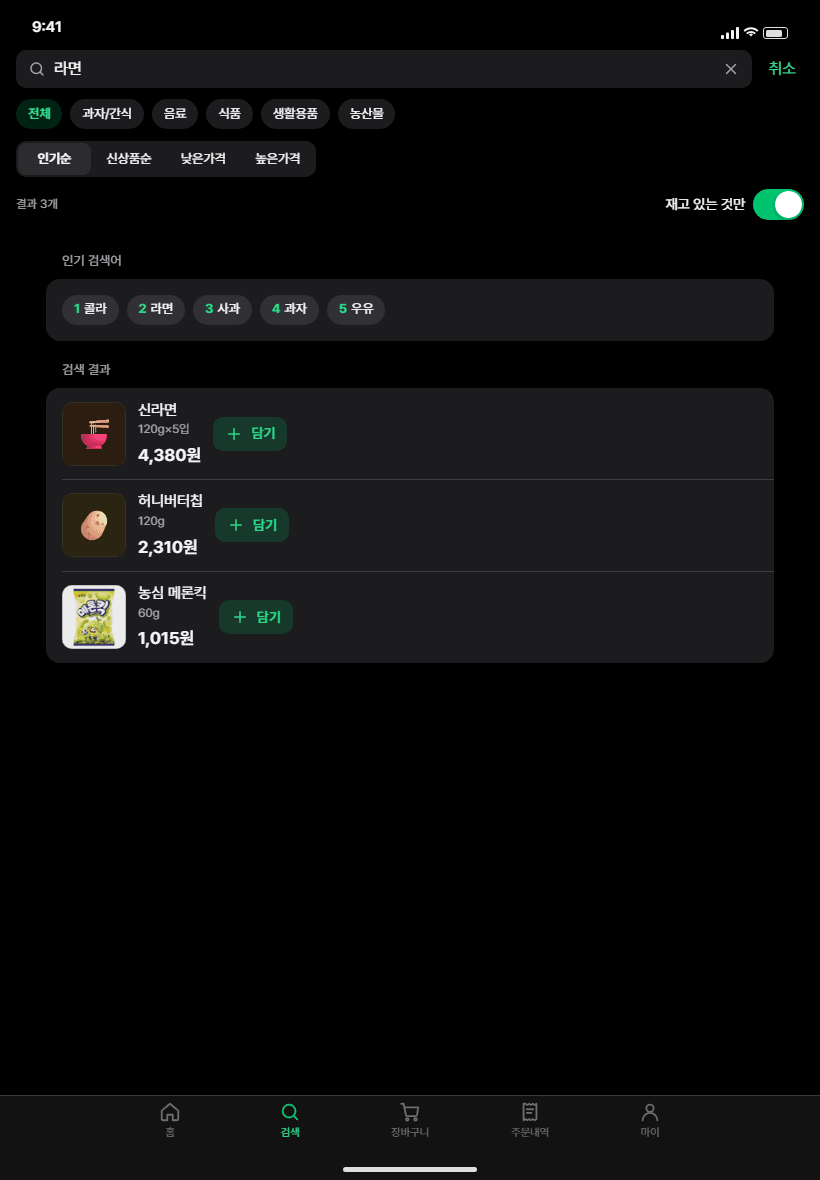 9:41
라면
취소
전체 과자/간식 음료 식품 생활용품 농산물
인기순 신상품순 낮은가격 높은가격
결과 3개
재고 있는 것만
인기 검색어
1 콜라 2 라면 3 사과 4 과자 5 우유
검색 결과
신라면
120g×5입
4,380원
담기
허니버터칩
120g
2,310원
담기
농심 메론킥
60g
1,015원
담기
메론킥
홈 검색 장바구니 주문내역 마이